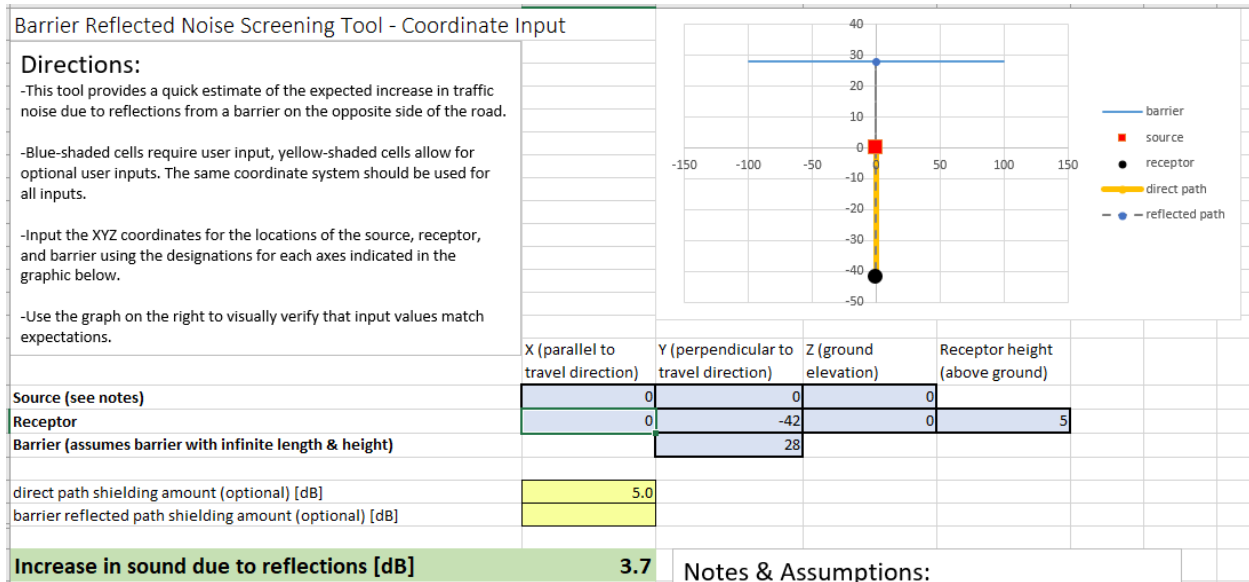 Barrier Reflected Noise Screening Tool - Coordinate Input
Directions:
-This tool provides a quick estimate of the expected increase in traffic
noise due to reflections from a barrier on the opposite side of the road.
-Blue-shaded cells require user input, yellow-shaded cells allow for
optional user inputs. The same coordinate system should be used for
all inputs.
-Input the XYZ coordinates for the locations of the source, receptor,
and barrier using the designations for each axes indicated in the
graphic below.
-Use the graph on the right to visually verify that input values match
expectations.
40
30
20
10
0
-10
-20
-30
-40
-50
-150
-100
-50
0
50
100
150
barrier
source
receptor
direct path
reflected path
X (parallel to
travel direction)
Y (perpendicular to
travel direction)
Z (ground
elevation)
Receptor height
(above ground)
Source (see notes) 0 0 0
Receptor 0 -42 0 5
Barrier (assumes barrier with infinite length & height) 28
direct path shielding amount (optional) [dB] 5.0
barrier reflected path shielding amount (optional) [dB]
Increase in sound due to reflections [dB] 3.7
Notes & Assumptions: